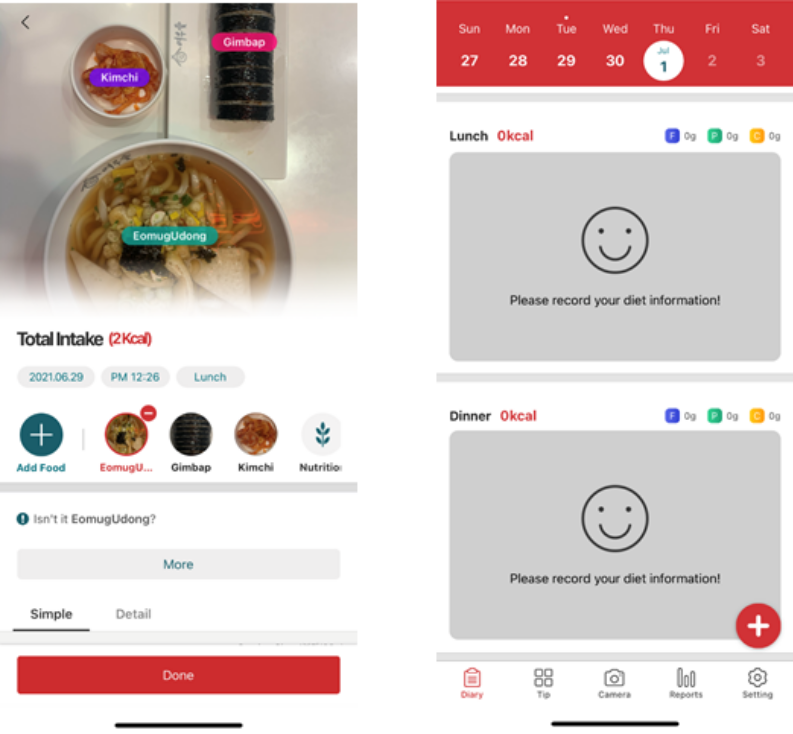 Gimbap
Kimchi
EomugUdong
Total Intake (2Kcal)
2021.06.29 PM 12:26 Lunch
Add Food EomugU... Gimbap Kimchi Nutritio
Isn't it EomugUdong?
More
Simple Detail
Done
Sun Mon Tue Wed Thu Fri Sat
27 28 29 30 Jul 1 2 3
Lunch 0kcal F 0g P 0g C 0g
Please record your diet information!
Dinner 0kcal F 0g P 0g C 0g
Please record your diet information!
Diary Tip Camera Reports Setting